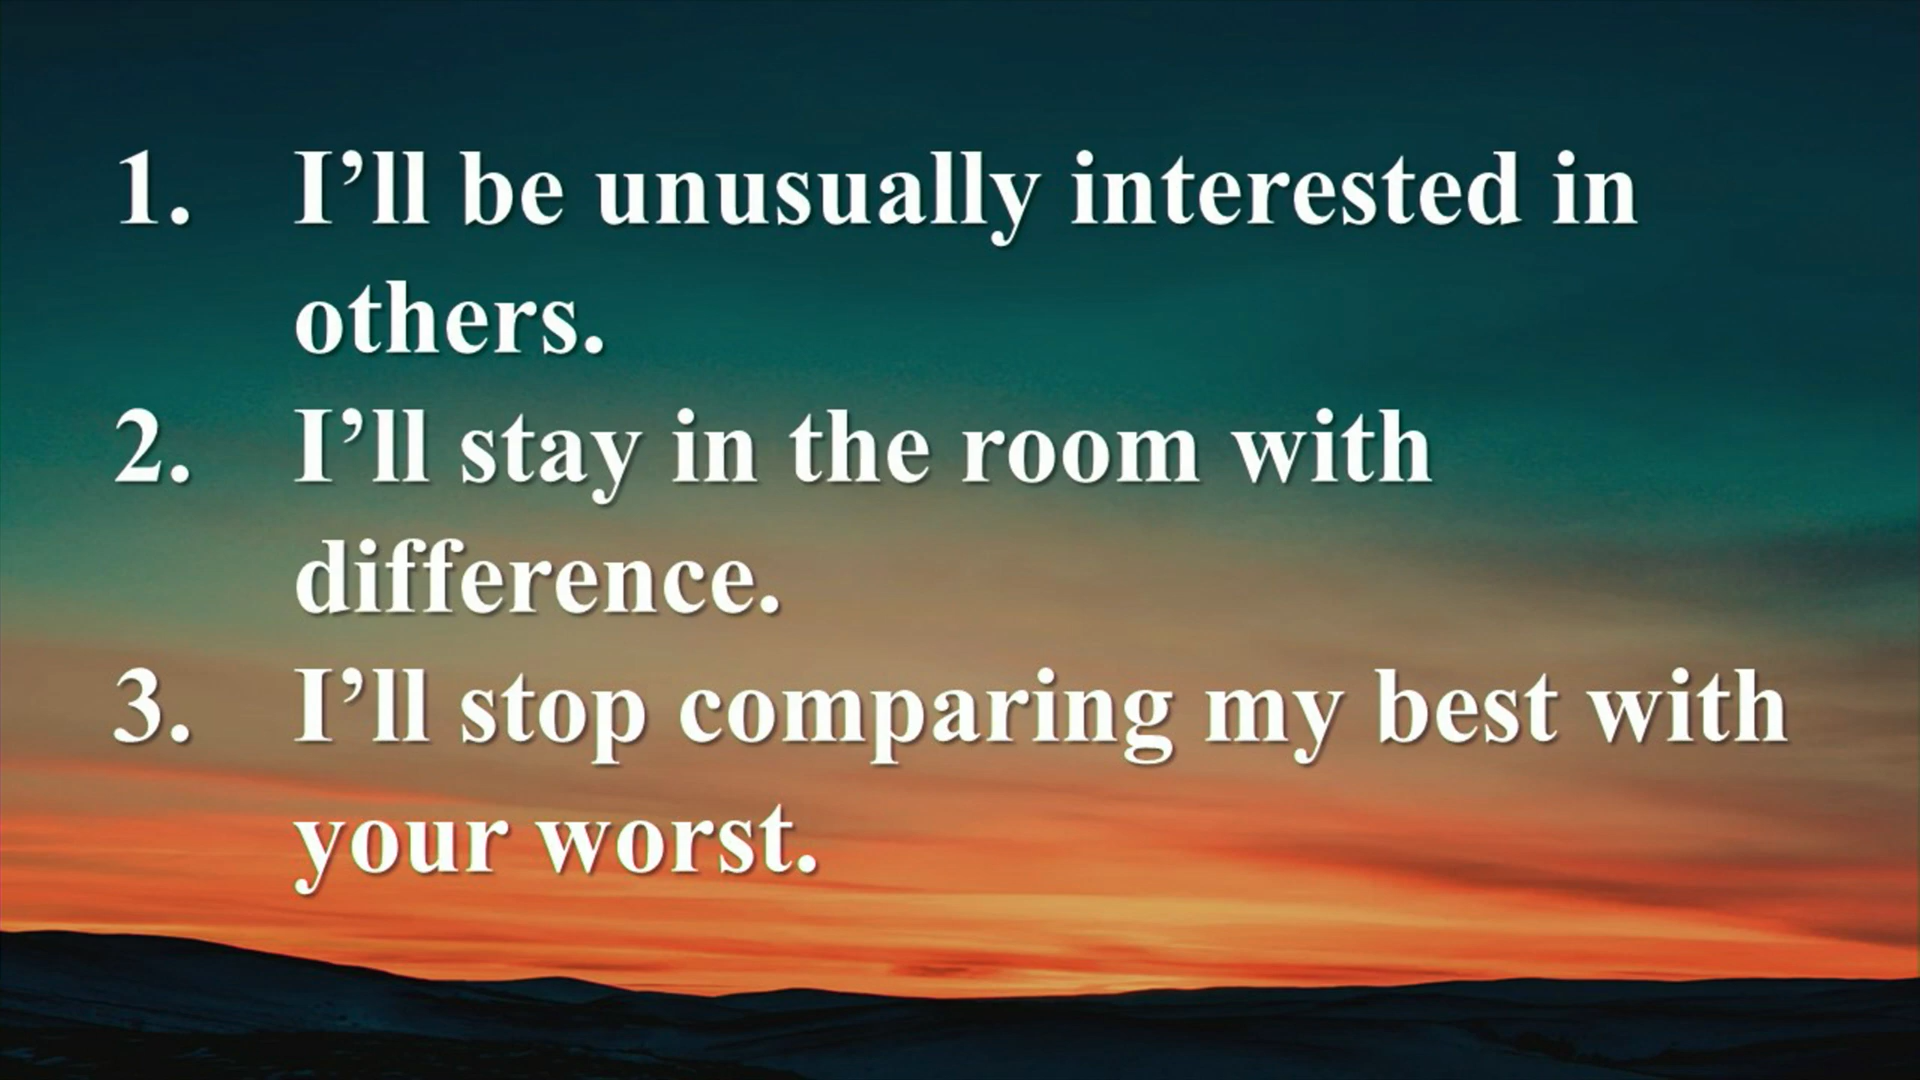 1. I’ll be unusually interested in
others.
2. I’ll stay in the room with
difference.
3. I’ll stop comparing my best with
your worst.